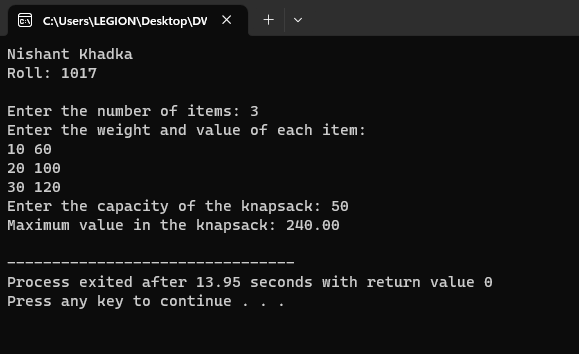 C:\Users\LEGION\Desktop\DV
Nishant Khadka
Roll: 1017
Enter the number of items: 3
Enter the weight and value of each item:
10 60
20 100
30 120
Enter the capacity of the knapsack: 50
Maximum value in the knapsack: 240.00
--------------------------------
Process exited after 13.95 seconds with return value 0
Press any key to continue . . .